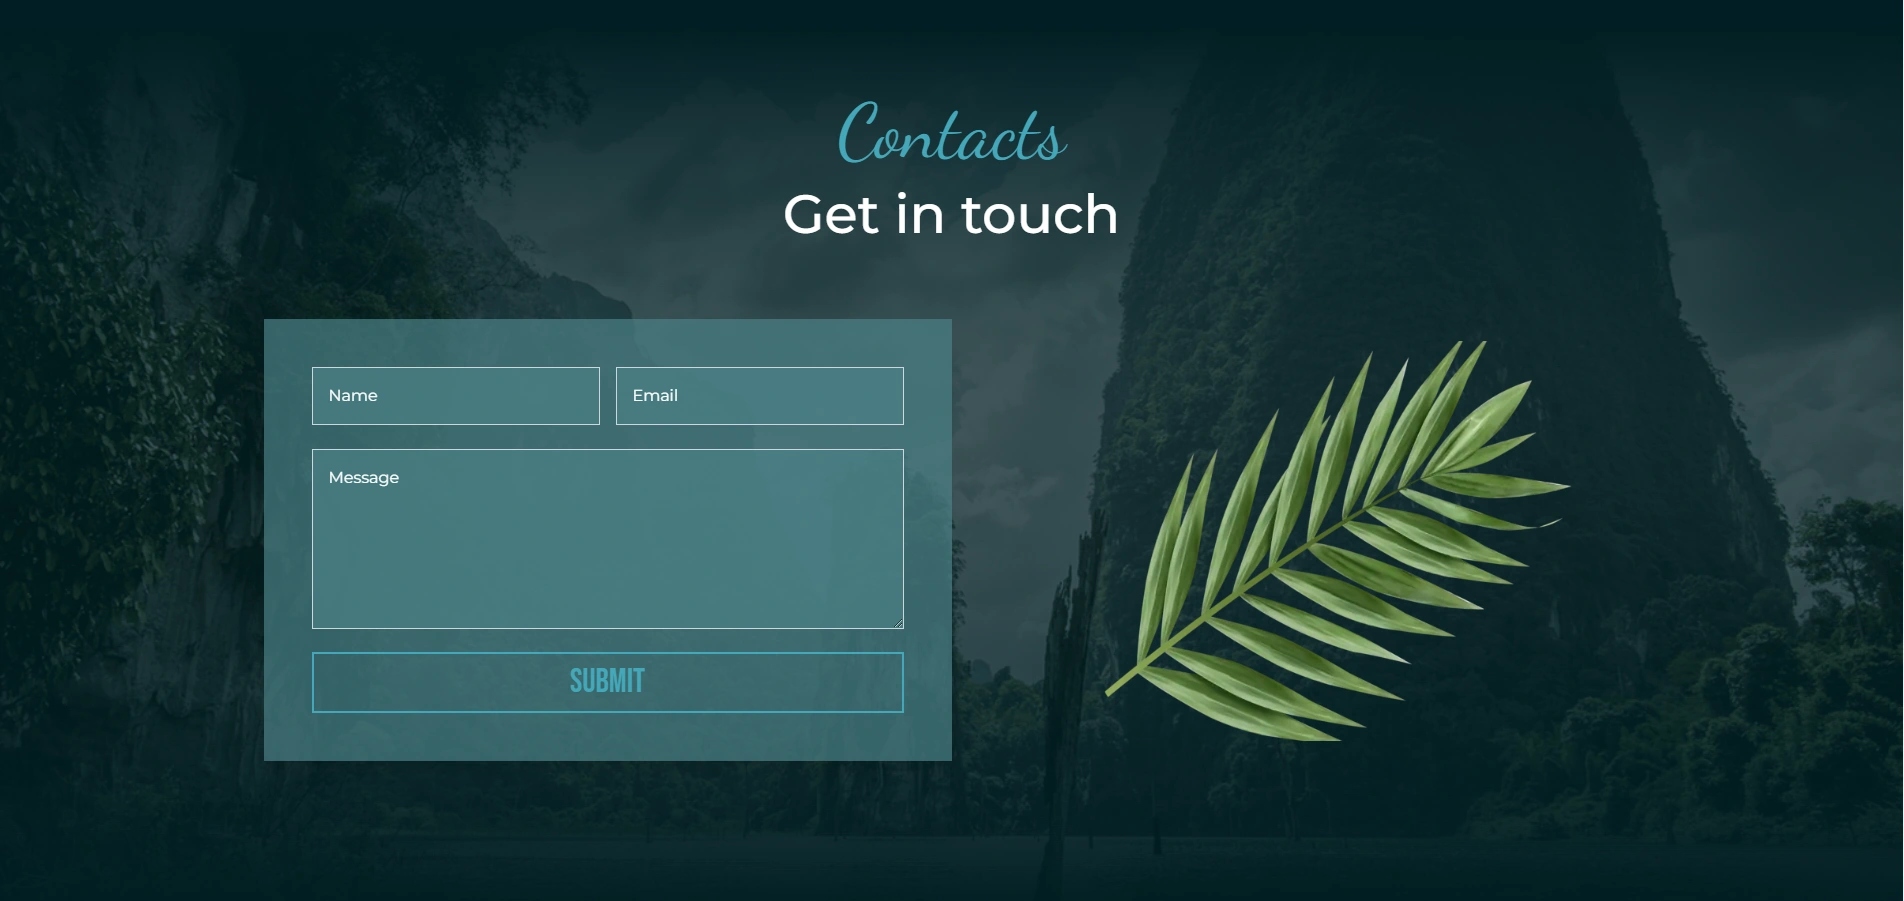 Contacts
Get in touch
Name
Email
Message
SUBMIT